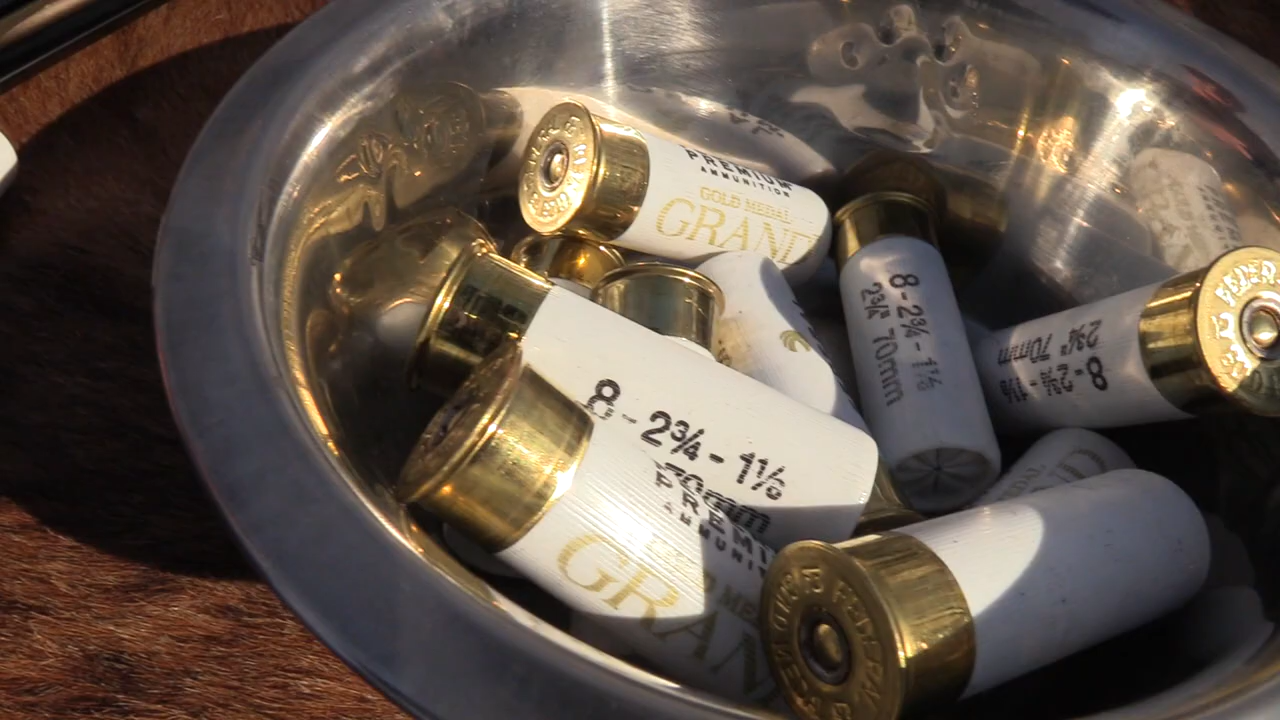 PREMIUM
AMMUNITION
GOLD MEDAL
GRAND
8-2¾-1⅛
2¾" 70mm
8-2¾-1⅛
2¾" 70mm
FEDERAL
8-2¾-1⅛
70mm
PREMIUM
GRAND
FEDERAL